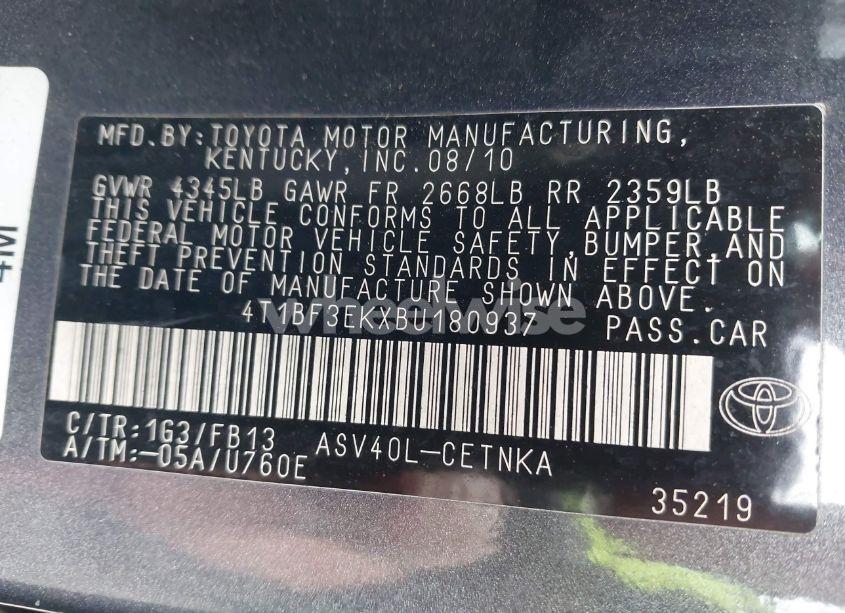 4M
MFD.BY:TOYOTA MOTOR MANUFACTURING,
KENTUCKY,INC.08/10
GVWR 4345LB GAWR FR 2668LB RR 2359LB
THIS VEHICLE CONFORMS TO ALL APPLICABLE
FEDERAL MOTOR VEHICLE SAFETY,BUMPER,AND
THEFT PREVENTION STANDARDS IN EFFECT ON
THE DATE OF MANUFACTURE SHOWN ABOVE.
wheelwise
4T1BF3EKXBU180937 PASS.CAR
C/TR:1G3/FB13 ASV40L-CETNKA
A/TM:-05A/U760E
35219